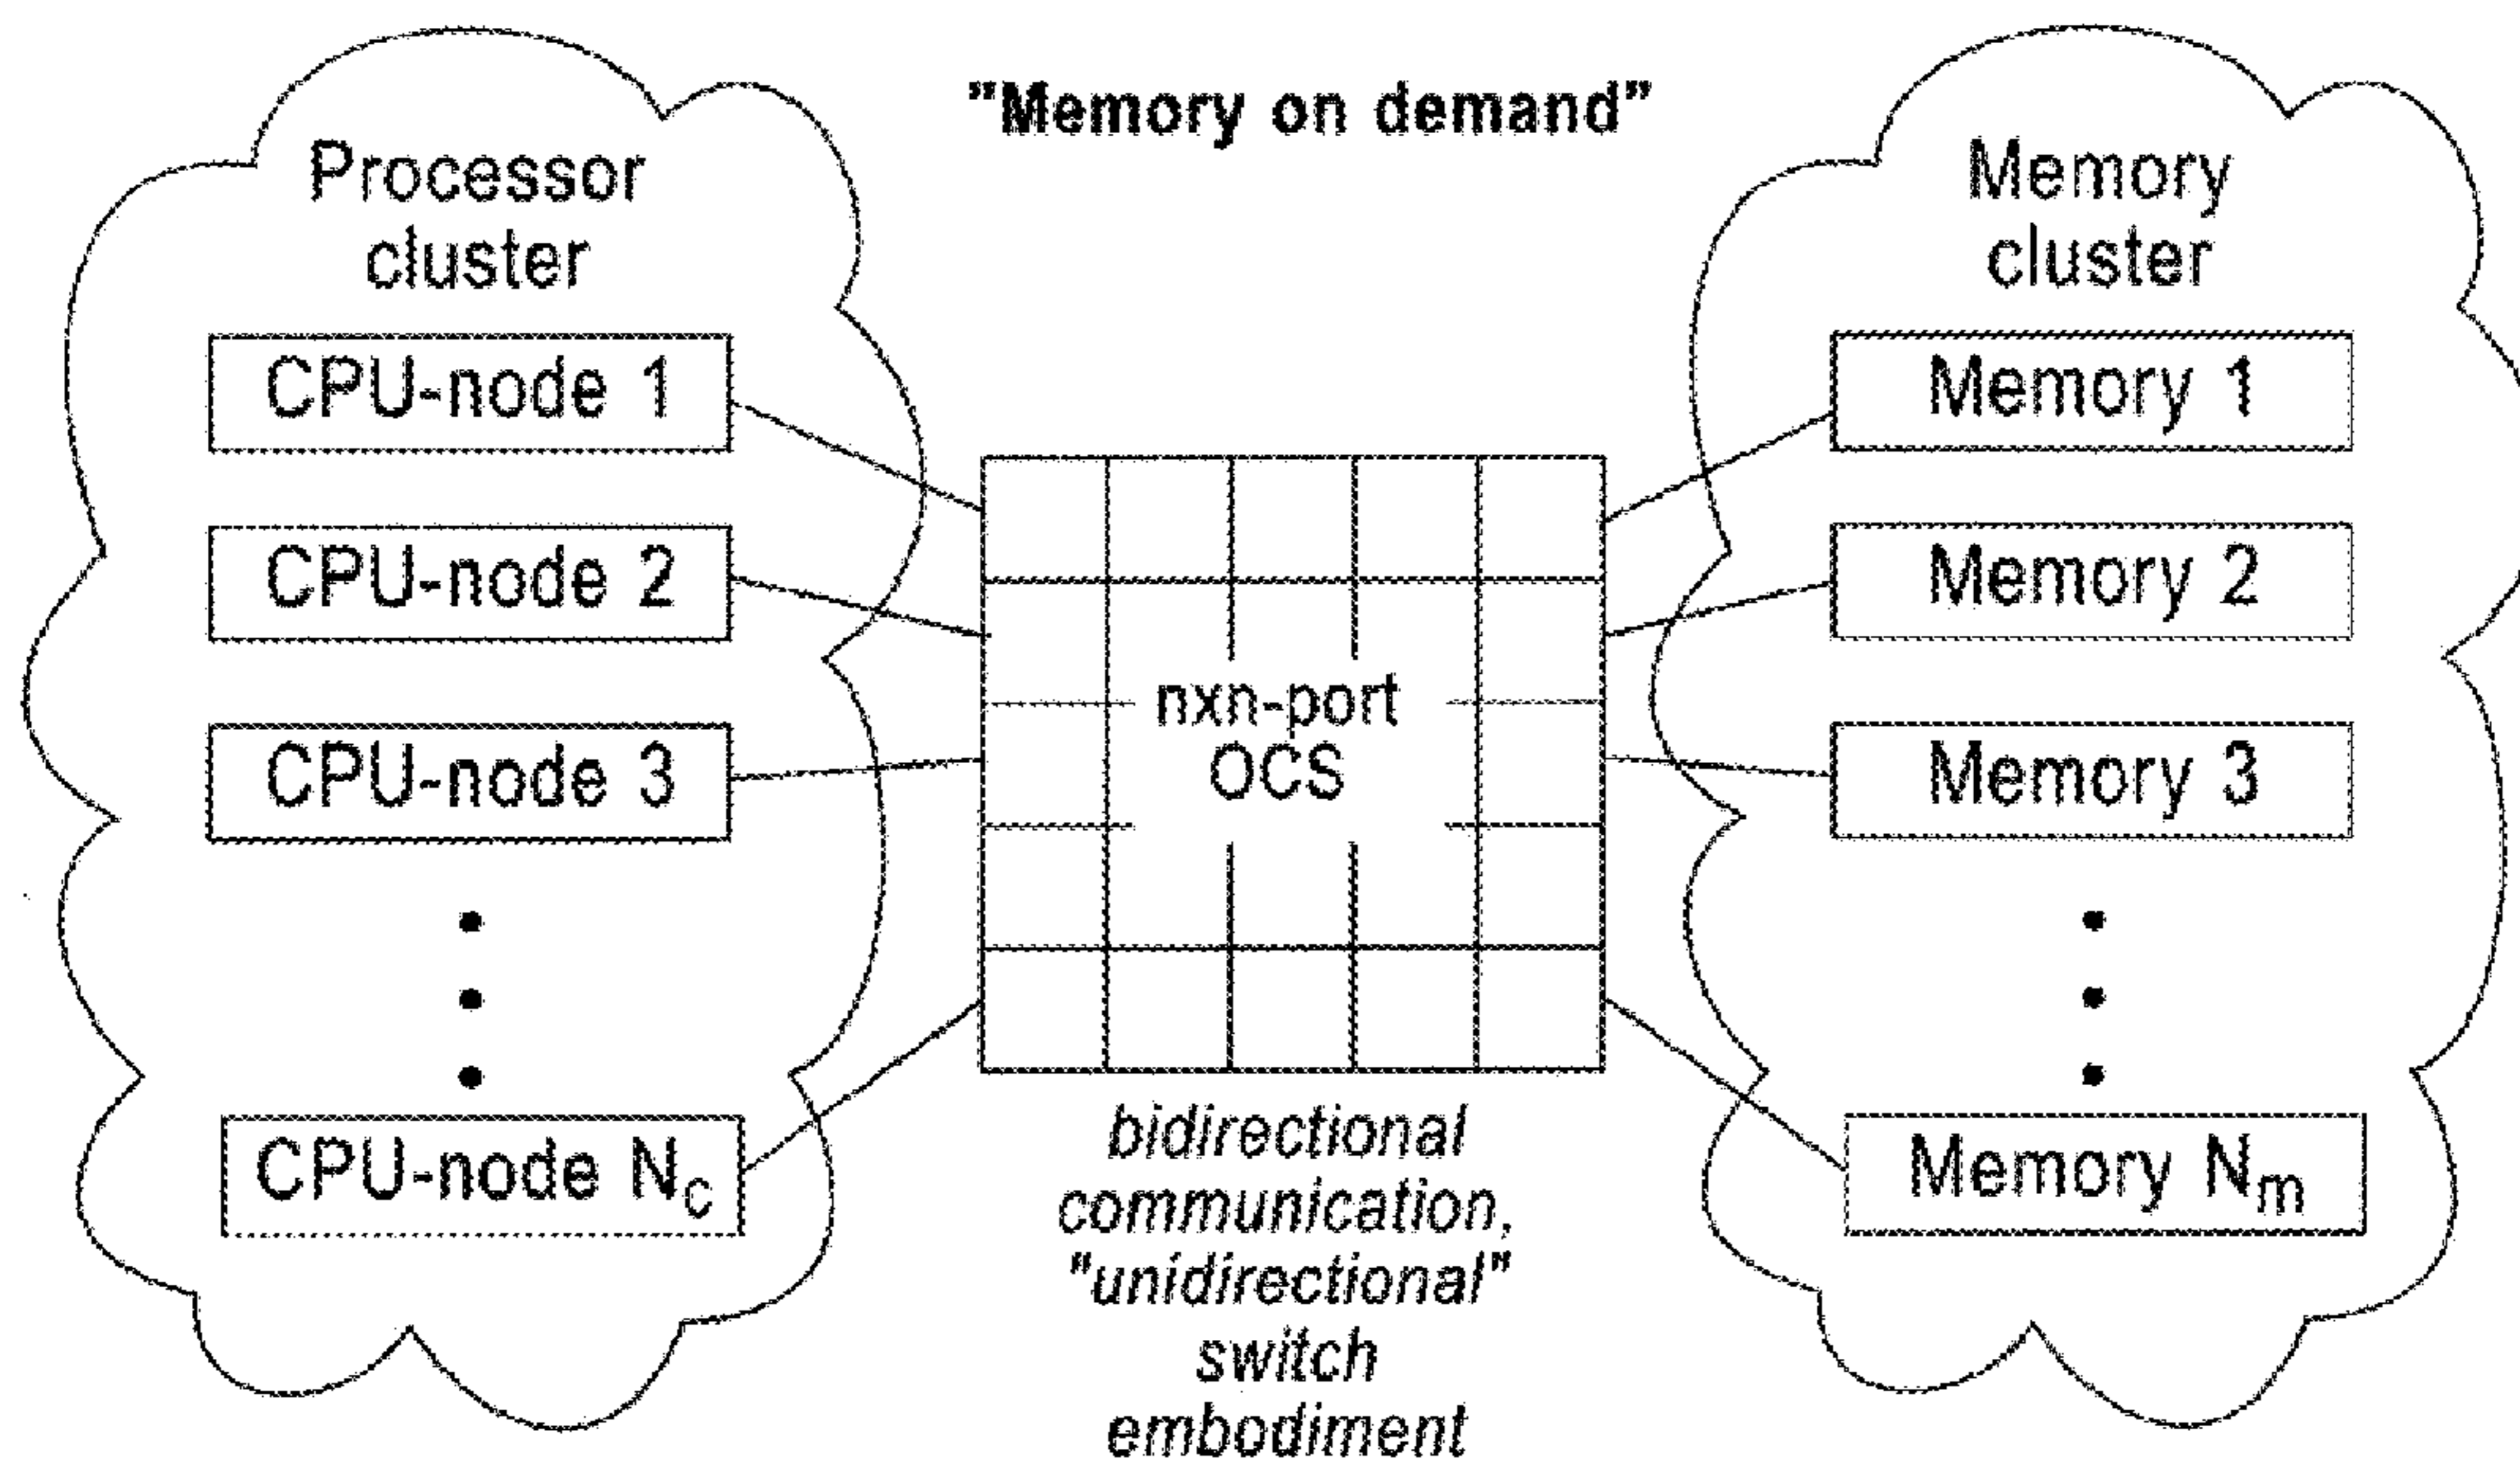 "Memory on demand"
Processor
cluster
CPU-node 1
CPU-node 2
CPU-node 3
CPU-node Nc
nxn-port
OCS
bidirectional
communication,
"unidirectional"
switch
embodiment
Memory
cluster
Memory 1
Memory 2
Memory 3
Memory Nm